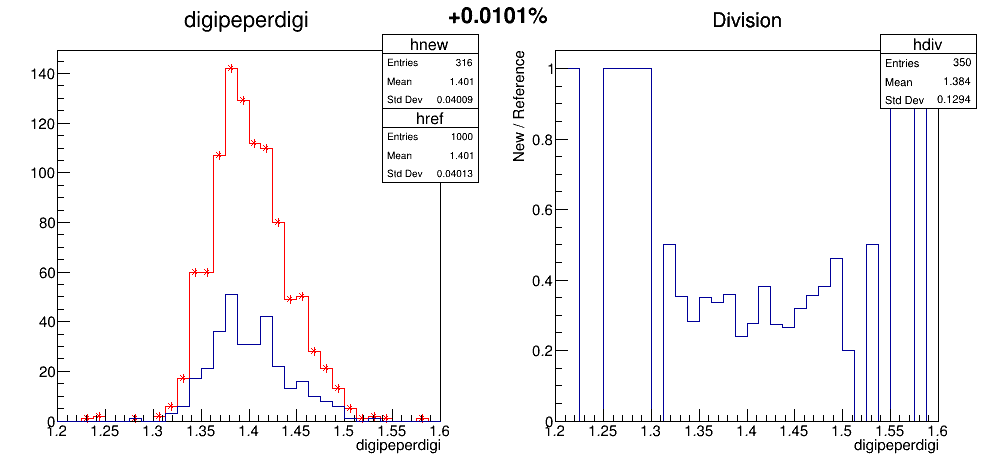 digipeperdigi
+0.0101%
Division
hnew
Entries 316
Mean 1.401
Std Dev 0.04009
href
Entries 1000
Mean 1.401
Std Dev 0.04013
140
120
100
80
60
40
20
0
1.2 1.25 1.3 1.35 1.4 1.45 1.5 1.55 1.6
digipeperdigi
hdiv
Entries 350
Mean 1.384
Std Dev 0.1294
New / Reference
1
0.8
0.6
0.4
0.2
0
1.2 1.25 1.3 1.35 1.4 1.45 1.5 1.55 1.6
digipeperdigi